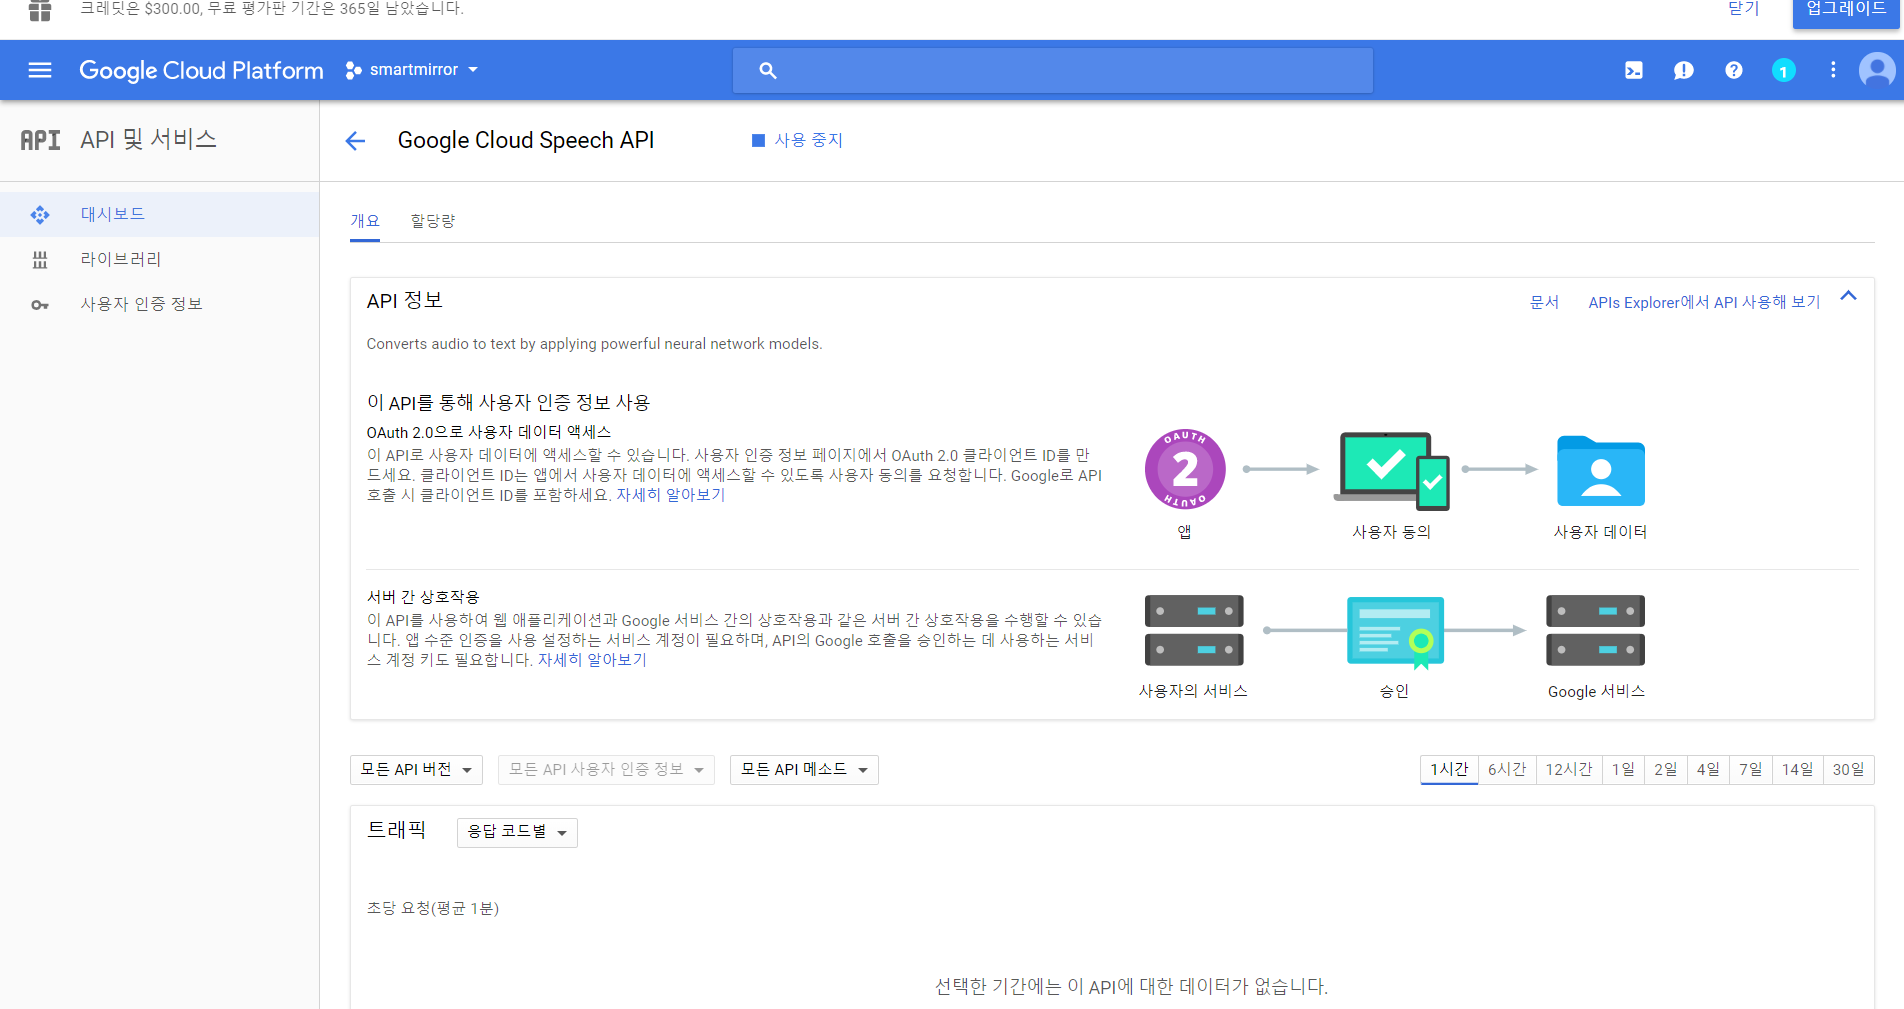 크레딧은 $300.00, 무료 평가판 기간은 365일 남았습니다.
닫기
업그레이드
Google Cloud Platform
smartmirror
1
API API 및 서비스
Google Cloud Speech API
사용 중지
대시보드
라이브러리
사용자 인증 정보
개요 할당량
API 정보
문서 APIs Explorer에서 API 사용해 보기
Converts audio to text by applying powerful neural network models.
이 API를 통해 사용자 인증 정보 사용
OAuth 2.0으로 사용자 데이터 액세스
이 API로 사용자 데이터에 액세스할 수 있습니다. 사용자 인증 정보 페이지에서 OAuth 2.0 클라이언트 ID를 만
드세요. 클라이언트 ID는 앱에서 사용자 데이터에 액세스할 수 있도록 사용자 동의를 요청합니다. Google로 API
호출 시 클라이언트 ID를 포함하세요. 자세히 알아보기
OAUTH
2
OAUTH
앱
사용자 동의
사용자 데이터
서버 간 상호작용
이 API를 사용하여 웹 애플리케이션과 Google 서비스 간의 상호작용과 같은 서버 간 상호작용을 수행할 수 있습
니다. 앱 수준 인증을 사용 설정하는 서비스 계정이 필요하며, API의 Google 호출을 승인하는 데 사용하는 서비
스 계정 키도 필요합니다. 자세히 알아보기
사용자의 서비스
승인
Google 서비스
모든 API 버전
모든 API 사용자 인증 정보
모든 API 메소드
1시간 6시간 12시간 1일 2일 4일 7일 14일 30일
트래픽
응답 코드별
초당 요청(평균 1분)
선택한 기간에는 이 API에 대한 데이터가 없습니다.